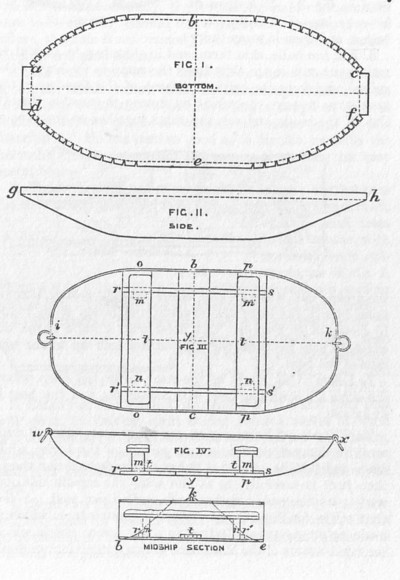 b
a FIG. I. c
BOTTOM.
d f
e
g h
FIG. II.
SIDE.
o b p
r s
m m
i l y t k
FIG III
n n
r' s'
o c p
w x
FIG. IV.
m t t m
r o y p s
k
n t n r'
b e
MIDSHIP SECTION